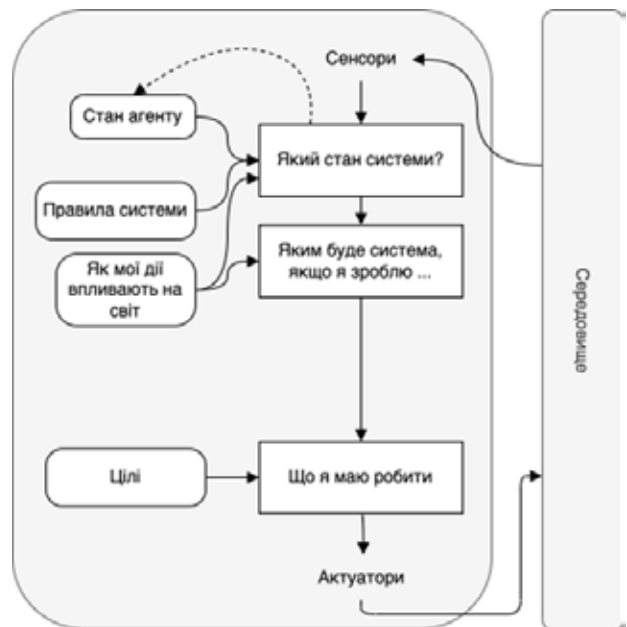 Сенсори
Стан агенту
Який стан системи?
Правила системи
Яким буде система,
якщо я зроблю ...
Як мої дії
впливають на
світ
Середовище
Цілі
Що я маю робити
Актуатори